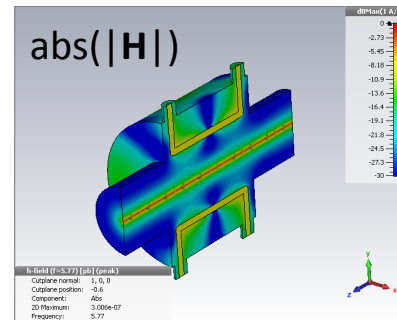 dBMax(1 A/
abs(|H|)
0
-2.73
-5.45
-8.18
-10.9
-13.6
-16.4
-19.1
-21.8
-24.5
-27.3
-30
h-field (f=5.77) [pb] (peak)
Cutplane normal: 1, 0, 0
Cutplane position: -0.6
Component: Abs
2D Maximum: 3.006e-07
Frequency: 5.77
y
z
x